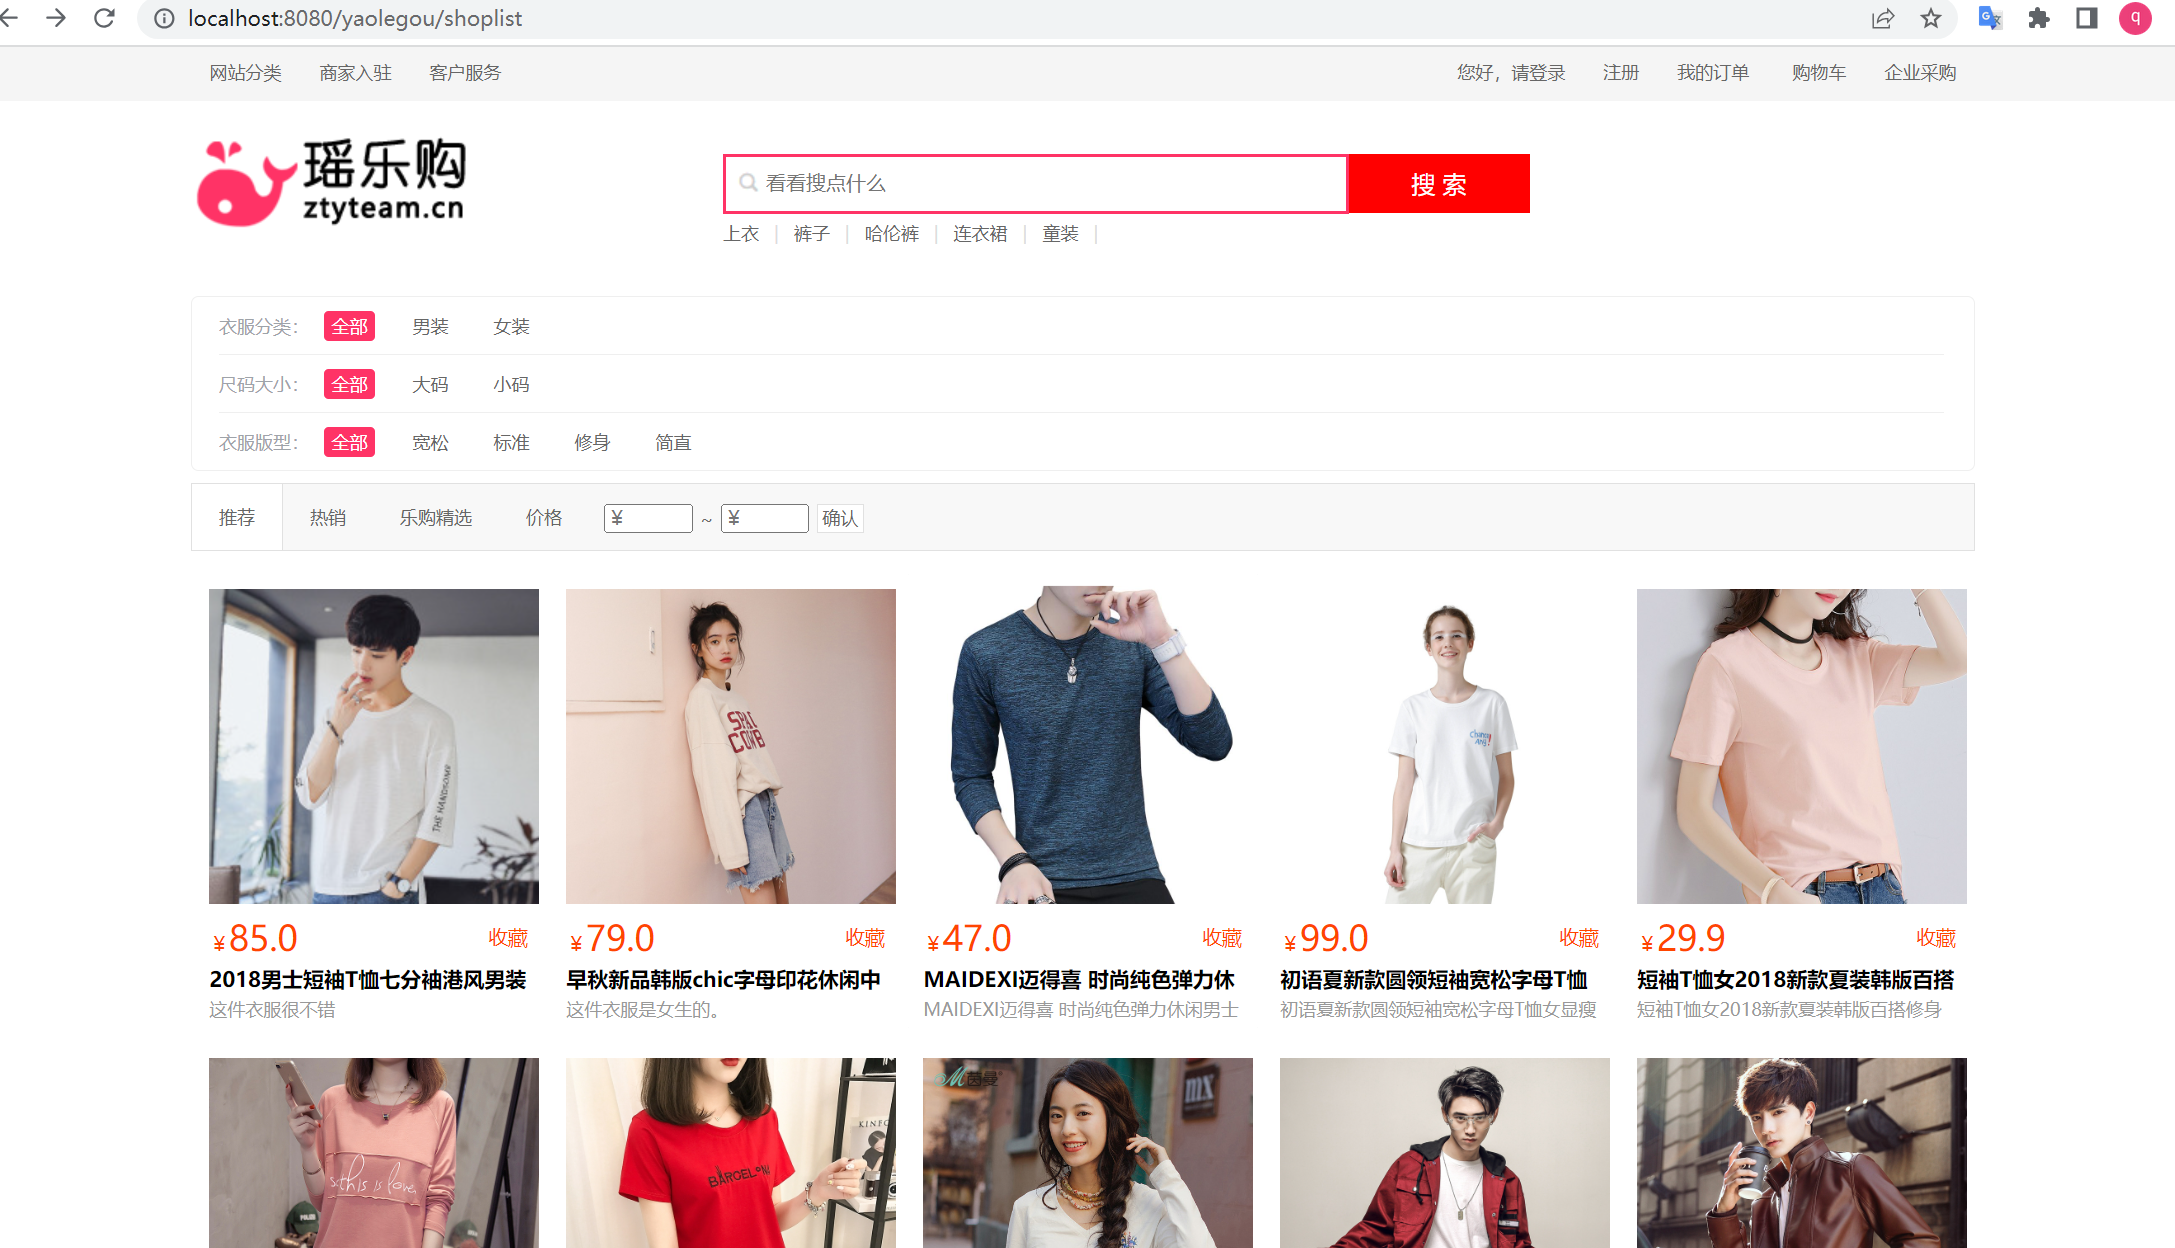 localhost:8080/yaolegou/shoplist
q
网站分类 商家入驻 客户服务 您好，请登录 注册 我的订单 购物车 企业采购
瑶乐购
ztyteam.cn
看看搜点什么 搜 索
上衣 | 裤子 | 哈伦裤 | 连衣裙 | 童装 |
衣服分类： 全部 男装 女装
尺码大小： 全部 大码 小码
衣服版型： 全部 宽松 标准 修身 简直
推荐 热销 乐购精选 价格 ¥ ~ ¥ 确认
THE HANDSOME
¥85.0 收藏 ¥79.0 收藏 ¥47.0 收藏 ¥99.0 收藏 ¥29.9 收藏
2018男士短袖T恤七分袖港风男装 早秋新品韩版chic字母印花休闲中 MAIDEXI迈得喜 时尚纯色弹力休 初语夏新款圆领短袖宽松字母T恤 短袖T恤女2018新款夏装韩版百搭
这件衣服很不错 这件衣服是女生的。 MAIDEXI迈得喜 时尚纯色弹力休闲男士 初语夏新款圆领短袖宽松字母T恤女显瘦 短袖T恤女2018新款夏装韩版百搭修身
茵曼
mx
KINFO
this is love